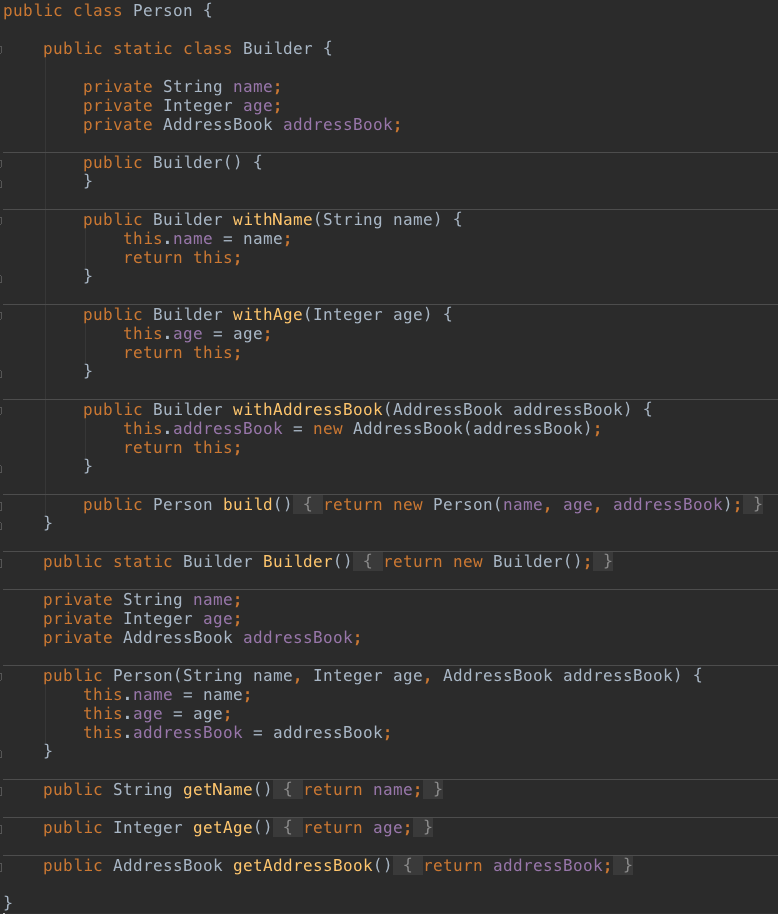 public class Person {
    public static class Builder {
        private String name;
        private Integer age;
        private AddressBook addressBook;
        public Builder() {
        }
        public Builder withName(String name) {
            this.name = name;
            return this;
        }
        public Builder withAge(Integer age) {
            this.age = age;
            return this;
        }
        public Builder withAddressBook(AddressBook addressBook) {
            this.addressBook = new AddressBook(addressBook);
            return this;
        }
        public Person build() { return new Person(name, age, addressBook); }
    }
    public static Builder Builder() { return new Builder(); }
    private String name;
    private Integer age;
    private AddressBook addressBook;
    public Person(String name, Integer age, AddressBook addressBook) {
        this.name = name;
        this.age = age;
        this.addressBook = addressBook;
    }
    public String getName() { return name; }
    public Integer getAge() { return age; }
    public AddressBook getAddressBook() { return addressBook; }
}